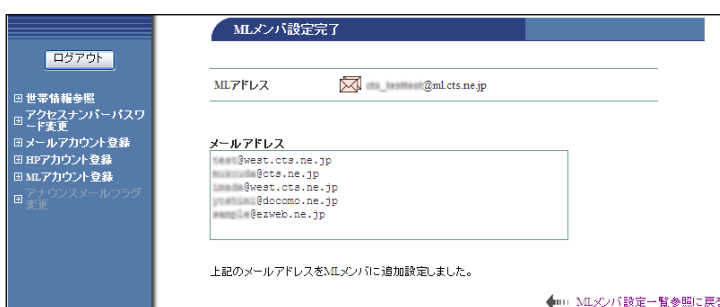 MLメンバ設定完了
ログアウト
MLアドレス
@ml.cts.ne.jp
世帯情報参照
アクセスナンバーパスワ
ード変更
メールアカウント登録
HPアカウント登録
MLアカウント登録
アナウンスメールフラグ
変更
メールアドレス
@west.cts.ne.jp
@cts.ne.jp
@west.cts.ne.jp
@docomo.ne.jp
@ezweb.ne.jp
上記のメールアドレスをMLメンバに追加設定しました。
MLメンバ設定一覧参照に戻る